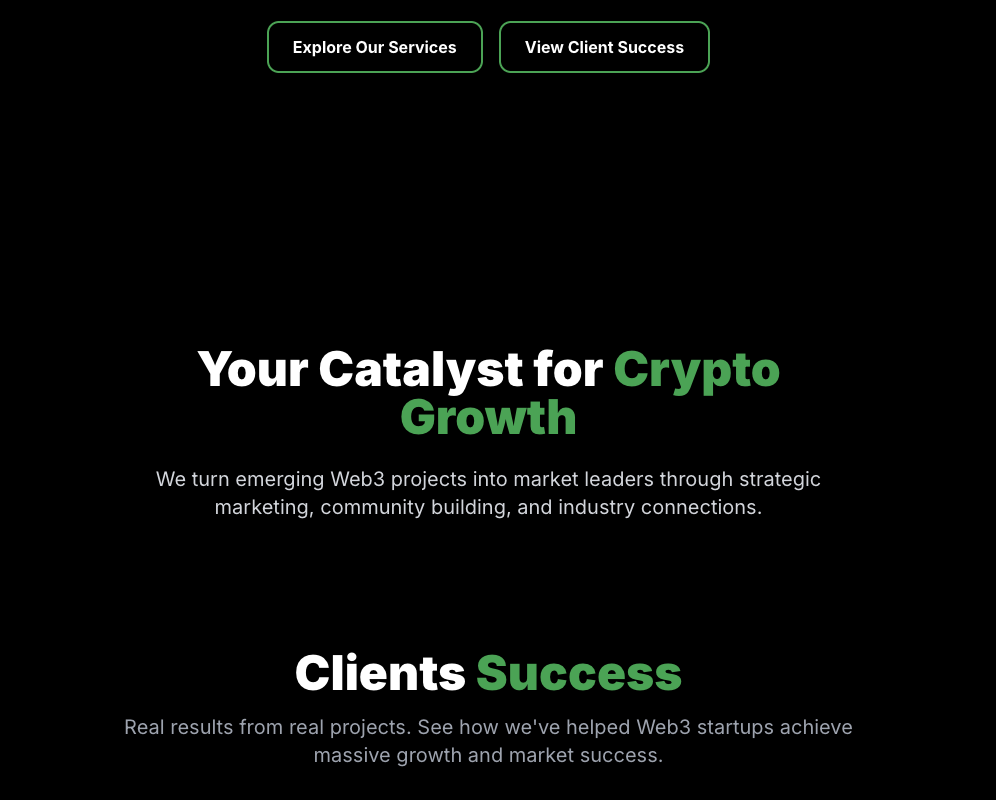 Explore Our Services
View Client Success
Your Catalyst for Crypto
Growth
We turn emerging Web3 projects into market leaders through strategic
marketing, community building, and industry connections.
Clients Success
Real results from real projects. See how we've helped Web3 startups achieve
massive growth and market success.